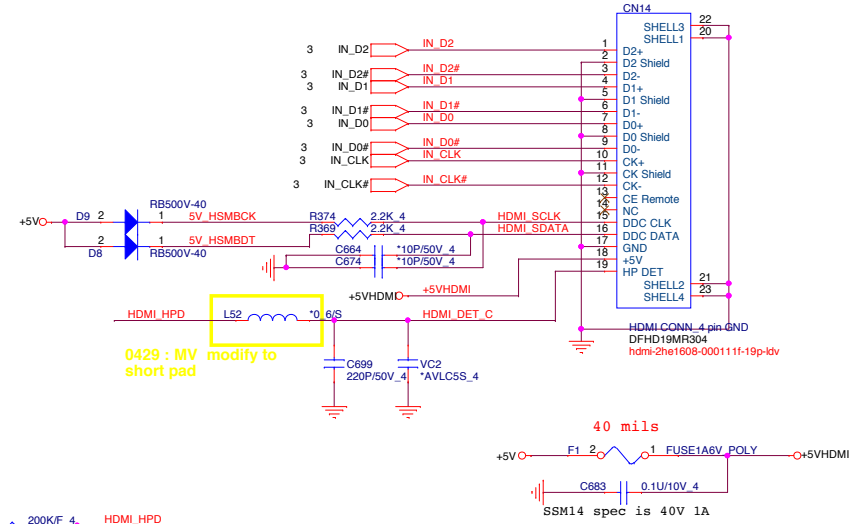 CN14
SHELL3 22
SHELL1 20
3 IN_D2 IN_D2 1 D2+
2 D2 Shield
3 IN_D2# IN_D2# 3 D2-
3 IN_D1 IN_D1 4 D1+
5 D1 Shield
3 IN_D1# IN_D1# 6 D1-
3 IN_D0 IN_D0 7 D0+
8 D0 Shield
3 IN_D0# IN_D0# 9 D0-
3 IN_CLK IN_CLK 10 CK+
11 CK Shield
3 IN_CLK# IN_CLK# 12 CK-
13 CE Remote
14 NC
RB500V-40
+5V D9 2 1 5V_HSMBCK R374 2.2K_4 HDMI_SCLK 15 DDC CLK
R369 2.2K_4 HDMI_SDATA 16 DDC DATA
2 1 5V_HSMBDT
D8 RB500V-40
C664 *10P/50V_4 17 GND
C674 *10P/50V_4 18 +5V
19 HP DET
SHELL2 21
SHELL4 23
+5VHDMI +5VHDMI
HDMI_HPD L52 *0_6/S HDMI_DET_C
HDMI CONN_4 pin GND
DFHD19MR304
hdmi-2he1608-000111f-19p-ldv
0429 : MV modify to
short pad
C699
220P/50V_4
VC2
*AVLC5S_4
40 mils
+5V F1 2 1 FUSE1A6V_POLY +5VHDMI
C683 0.1U/10V_4
SSM14 spec is 40V 1A
200K/F_4 HDMI_HPD